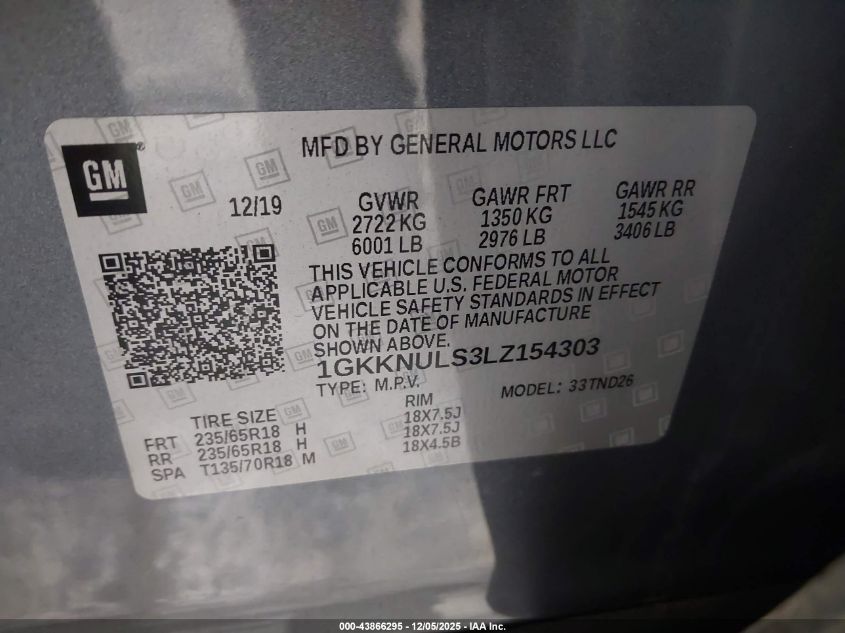 MFD BY GENERAL MOTORS LLC
GM
12/19
GVWR GAWR FRT GAWR RR
2722 KG 1350 KG 1545 KG
6001 LB 2976 LB 3406 LB
THIS VEHICLE CONFORMS TO ALL
APPLICABLE U.S. FEDERAL MOTOR
VEHICLE SAFETY STANDARDS IN EFFECT
ON THE DATE OF MANUFACTURE
SHOWN ABOVE.
1GKKNULS3LZ154303
TYPE: M.P.V. MODEL: 33TND26
TIRE SIZE RIM
FRT 235/65R18 H 18X7.5J
RR 235/65R18 H 18X7.5J
SPA T135/70R18 M 18X4.5B
000-43866295 - 12/05/2025 - IAA Inc.